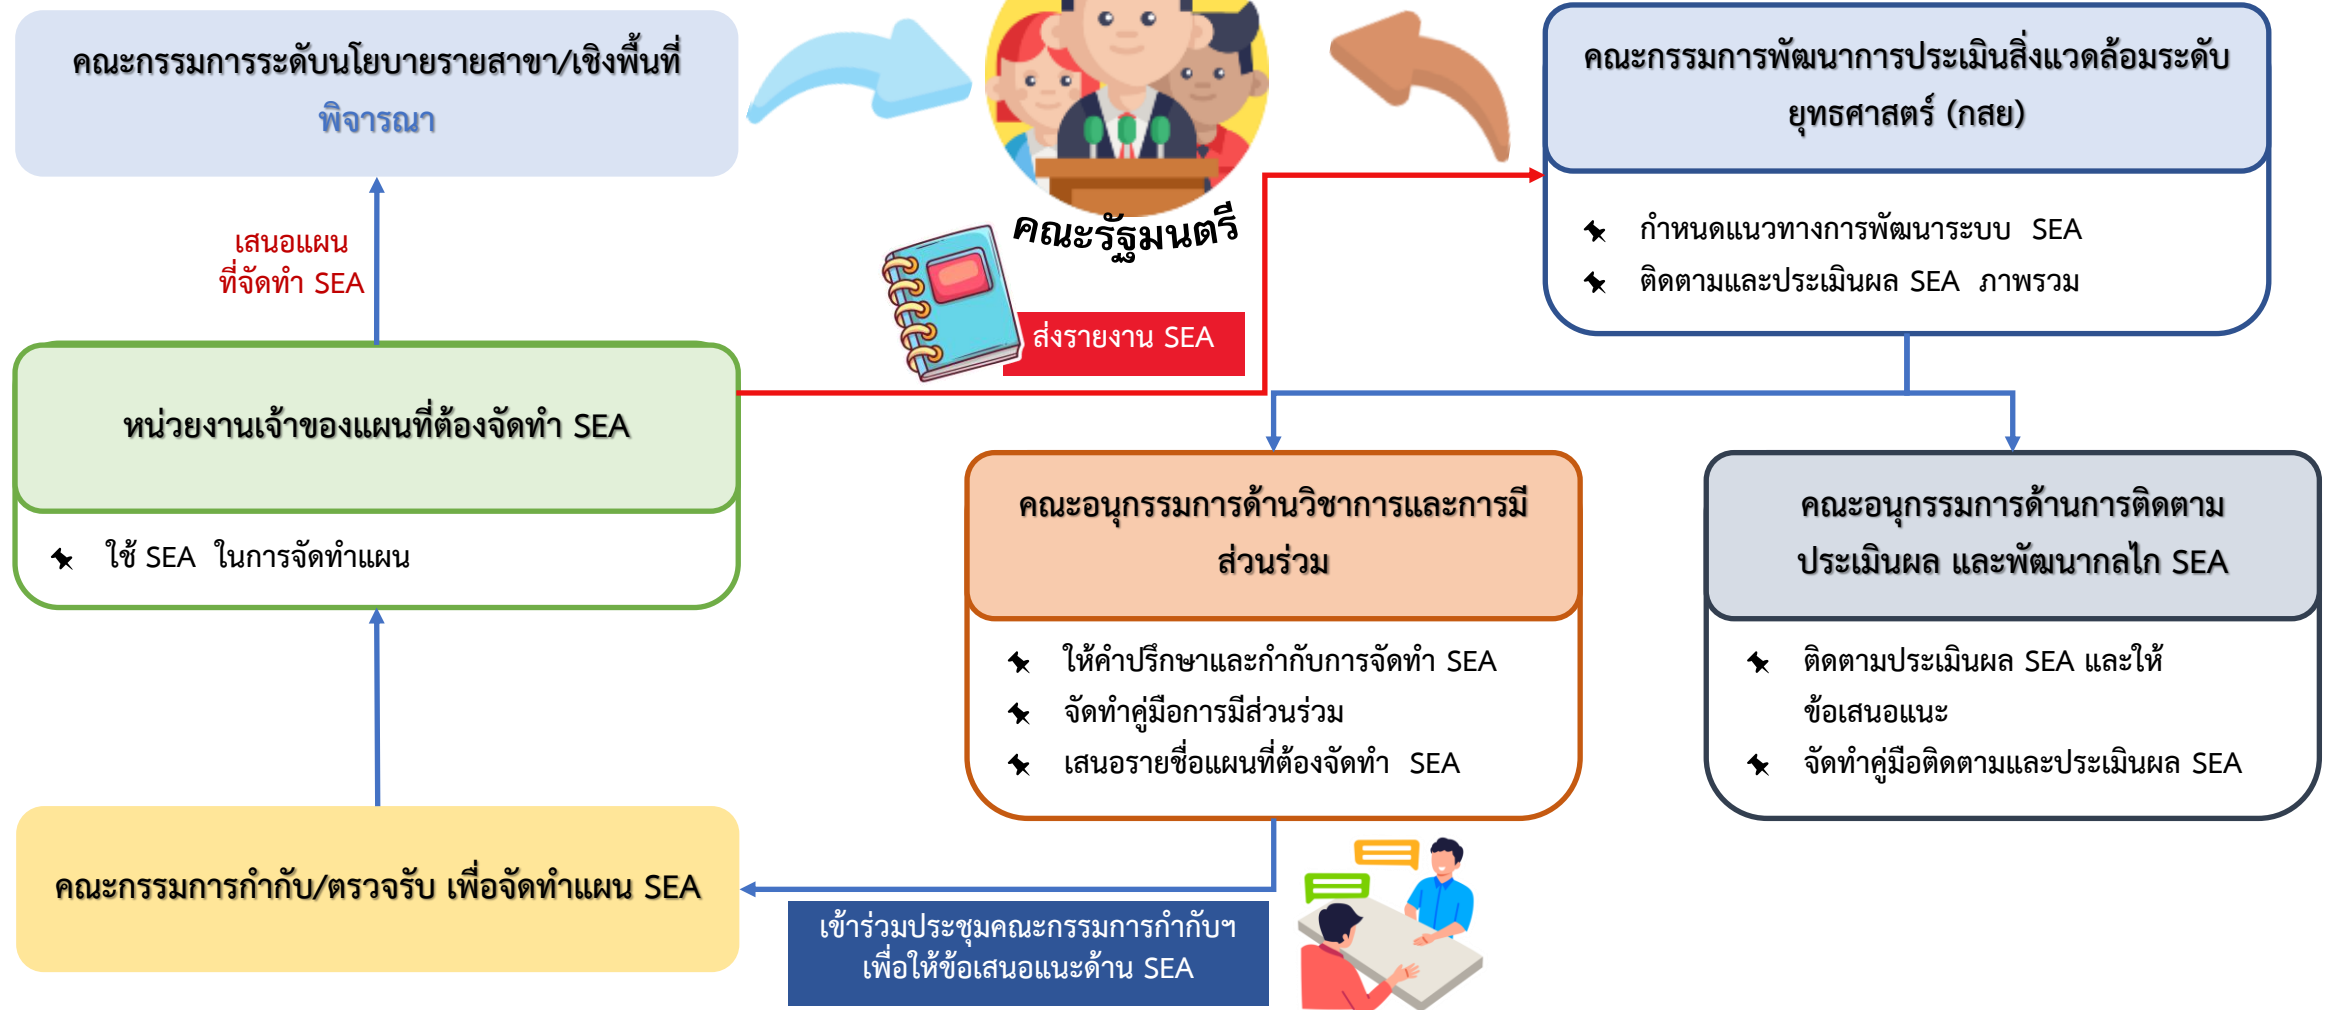 คณะกรรมการระดับนโยบายรายสาขา/เชิงพื้นที่
พิจารณา
คณะรัฐมนตรี
คณะกรรมการพัฒนาการประเมินสิ่งแวดล้อมระดับ
ยุทธศาสตร์ (กสย)
กำหนดแนวทางการพัฒนาระบบ SEA
ติดตามและประเมินผล SEA ภาพรวม
เสนอแผน
ที่จัดทำ SEA
ส่งรายงาน SEA
หน่วยงานเจ้าของแผนที่ต้องจัดทำ SEA
ใช้ SEA ในการจัดทำแผน
คณะอนุกรรมการด้านวิชาการและการมี
ส่วนร่วม
ให้คำปรึกษาและกำกับการจัดทำ SEA
จัดทำคู่มือการมีส่วนร่วม
เสนอรายชื่อแผนที่ต้องจัดทำ SEA
คณะอนุกรรมการด้านการติดตาม
ประเมินผล และพัฒนากลไก SEA
ติดตามประเมินผล SEA และให้
ข้อเสนอแนะ
จัดทำคู่มือติดตามและประเมินผล SEA
คณะกรรมการกำกับ/ตรวจรับ เพื่อจัดทำแผน SEA
เข้าร่วมประชุมคณะกรรมการกำกับฯ
เพื่อให้ข้อเสนอแนะด้าน SEA